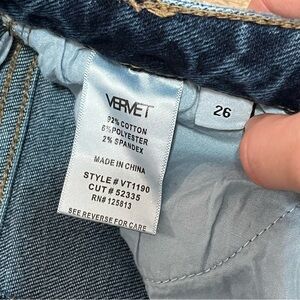 VERVET
92% COTTON
6% POLYESTER
2% SPANDEX
MADE IN CHINA
STYLE # VT1190
CUT # 52335
RN# 125813
SEE REVERSE FOR CARE
26